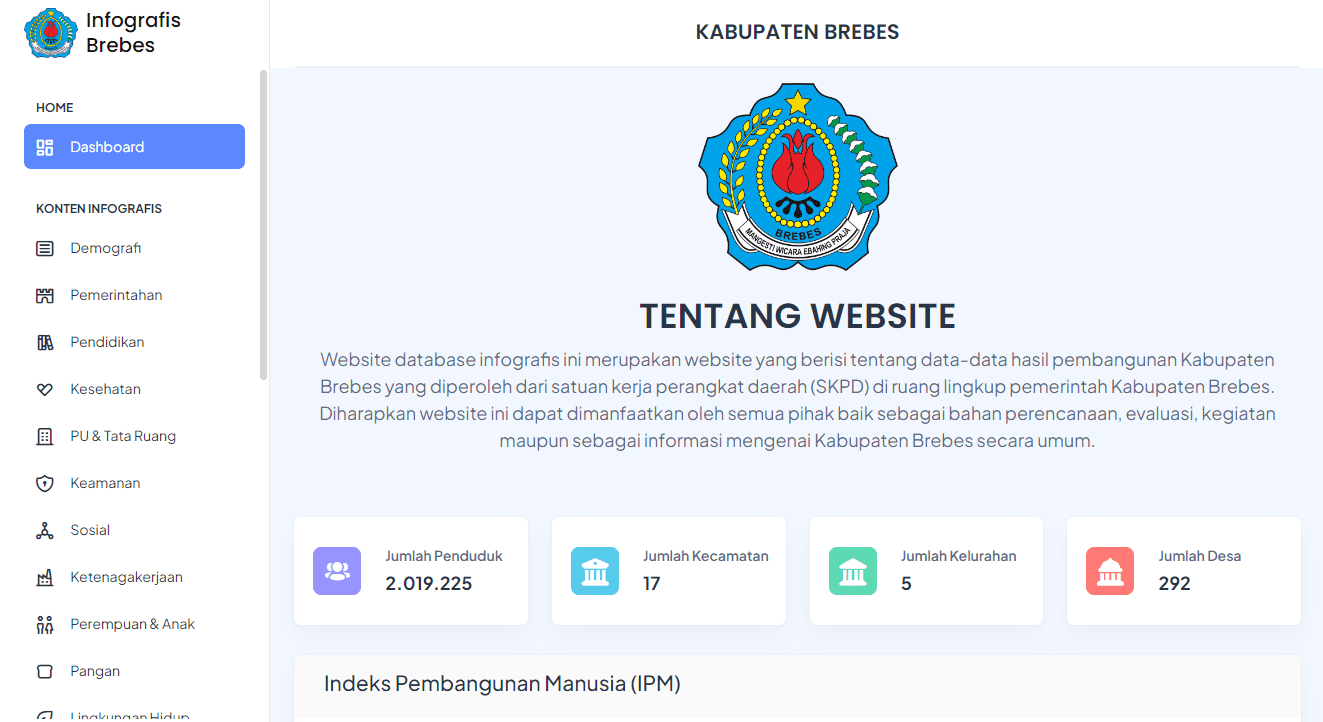 Infografis
Brebes
HOME
Dashboard
KONTEN INFOGRAFIS
Demografi
Pemerintahan
Pendidikan
Kesehatan
PU & Tata Ruang
Keamanan
Sosial
Ketenagakerjaan
Perempuan & Anak
Pangan
Lingkungan Hidup
KABUPATEN BREBES
BREBES
MANGESTI WICARA EBAHING PRAJA
TENTANG WEBSITE
Website database infografis ini merupakan website yang berisi tentang data-data hasil pembangunan Kabupaten
Brebes yang diperoleh dari satuan kerja perangkat daerah (SKPD) di ruang lingkup pemerintah Kabupaten Brebes.
Diharapkan website ini dapat dimanfaatkan oleh semua pihak baik sebagai bahan perencanaan, evaluasi, kegiatan
maupun sebagai informasi mengenai Kabupaten Brebes secara umum.
Jumlah Penduduk
2.019.225
Jumlah Kecamatan
17
Jumlah Kelurahan
5
Jumlah Desa
292
Indeks Pembangunan Manusia (IPM)